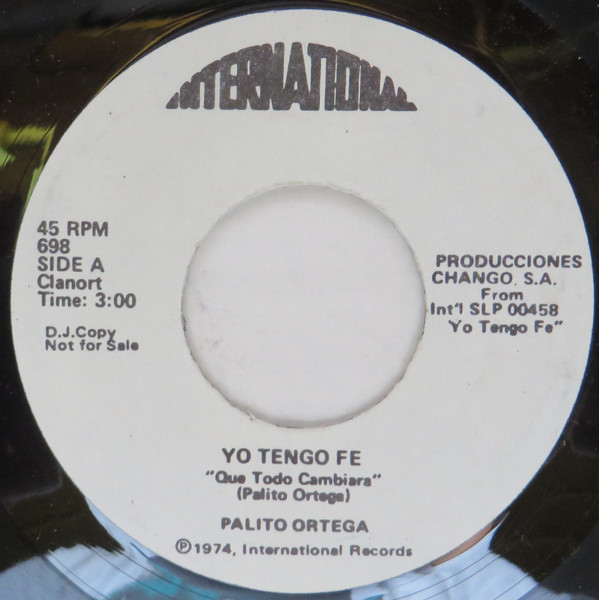 INTERNATIONAL
45 RPM
698
SIDE A
Clanort
Time: 3:00
D.J.Copy
Not for Sale
PRODUCCIONES
CHANGO, S.A.
From
Int'l SLP 00458
Yo Tengo Fe"
YO TENGO FE
"Que Todo Cambiara"
(Palito Ortega)
PALITO ORTEGA
Ⓟ1974, International Records